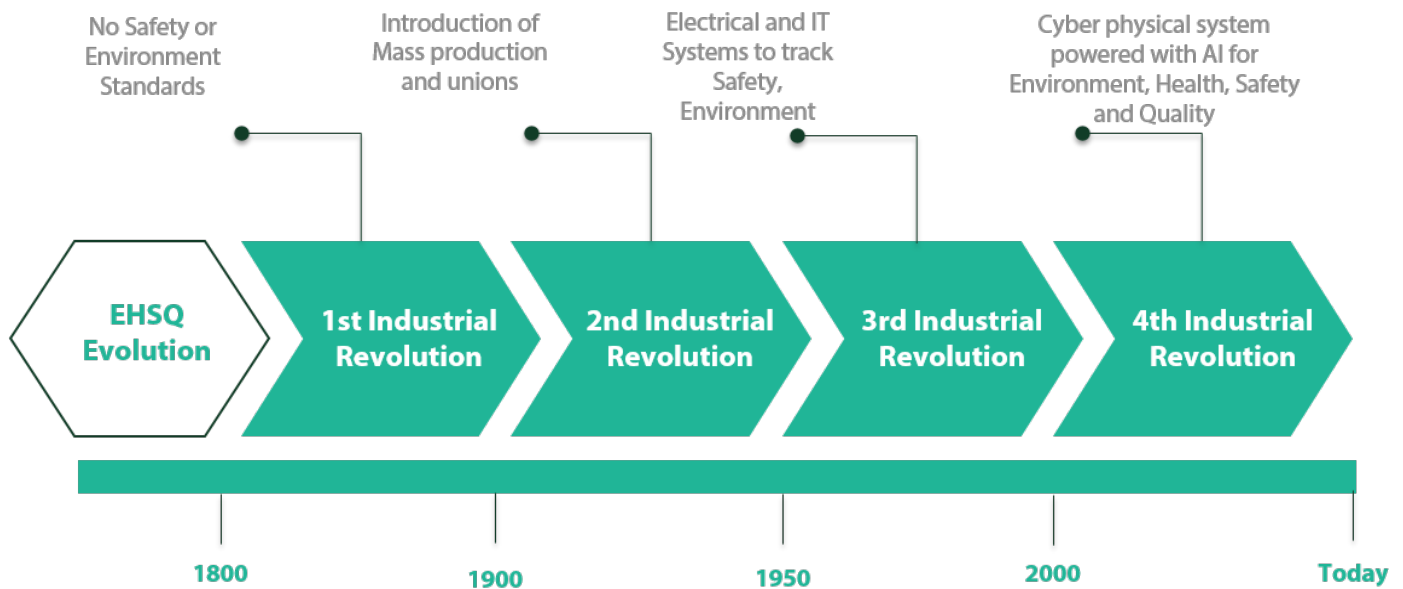 No Safety or
Environment
Standards
Introduction of
Mass production
and unions
Electrical and IT
Systems to track
Safety,
Environment
Cyber physical system
powered with AI for
Environment, Health, Safety
and Quality
EHSQ
Evolution
1st Industrial
Revolution
2nd Industrial
Revolution
3rd Industrial
Revolution
4th Industrial
Revolution
1800
1900
1950
2000
Today